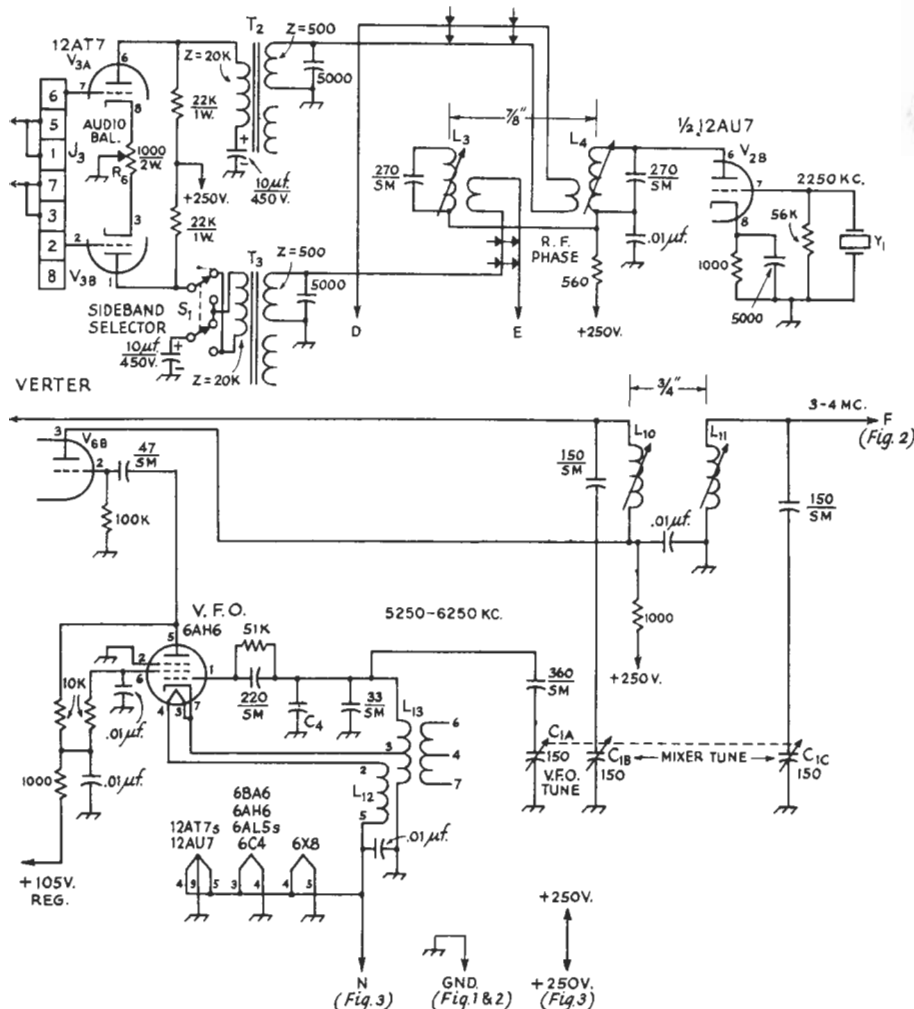 12AT7
V3A
6
7
8
T2
Z=20K
Z=500
5000
22K
1W.
+
10µf.
450V.
6
5
1
7
3
2
8
J3
AUDIO
BAL.
R6
1000
2W.
+250V.
22K
1W.
3
2
1
V3B
SIDEBAND
SELECTOR
S1
+
10µf.
450V.
T3
Z=500
5000
Z=20K
7/8"
L3
270
SM
L4
270
SM
.01µf.
R.F.
PHASE
560
+250V.
D
E
½ 12AU7
V2B
6
7
8
2250 KC.
56K
Y1
1000
5000
VERTER
3
V6B
2
47
SM
100K
3/4"
L10
L11
3-4 MC.
F
(Fig. 2)
150
SM
150
SM
.01µf.
1000
+250V.
V.F.O.
6AH6
5250-6250 KC.
5
2
6
1
4
3
7
51K
220
SM
C4
33
SM
L13
3
6
4
7
360
SM
C1A
150
V.F.O.
TUNE
C1B
150
MIXER TUNE
C1C
150
10K
.01µf.
1000
.01µf.
+105V.
REG.
2
L12
5
.01µf.
12AT7s
12AU7
4
9
5
6BA6
6AH6
6AL5s
6C4
3
4
6X8
4
5
N
(Fig. 3)
GND.
(Fig. 1 & 2)
+250V.
+250V.
(Fig. 3)